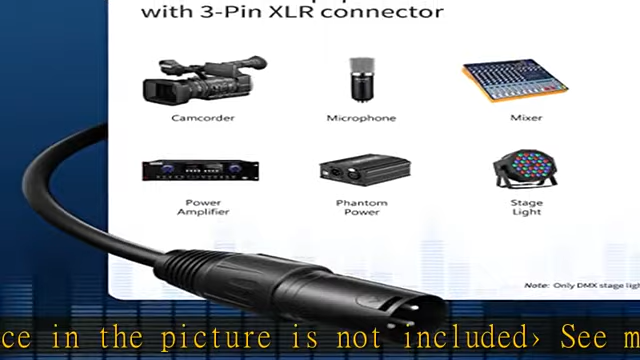 with 3-Pin XLR connector
Camcorder
Microphone
Mixer
Power
Amplifier
Phantom
Power
Stage
Light
Note: Only DMX stage
ce in the picture is not included› See m